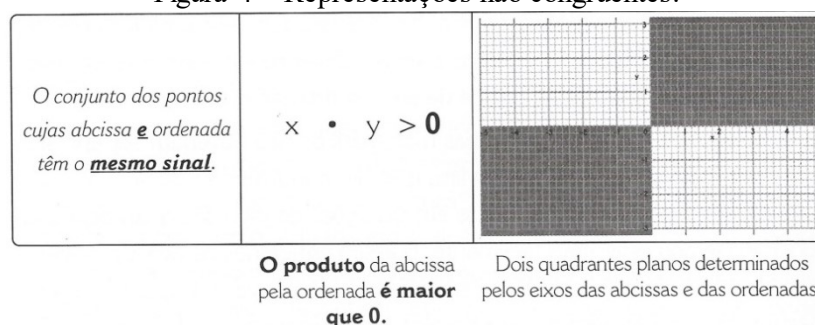 Figura 4 – Representações não congruentes.
O conjunto dos pontos
cujas abcissa e ordenada
têm o mesmo sinal.
x • y > 0
O produto da abcissa
pela ordenada é maior
que 0.
Dois quadrantes planos determinados
pelos eixos das abcissas e das ordenadas